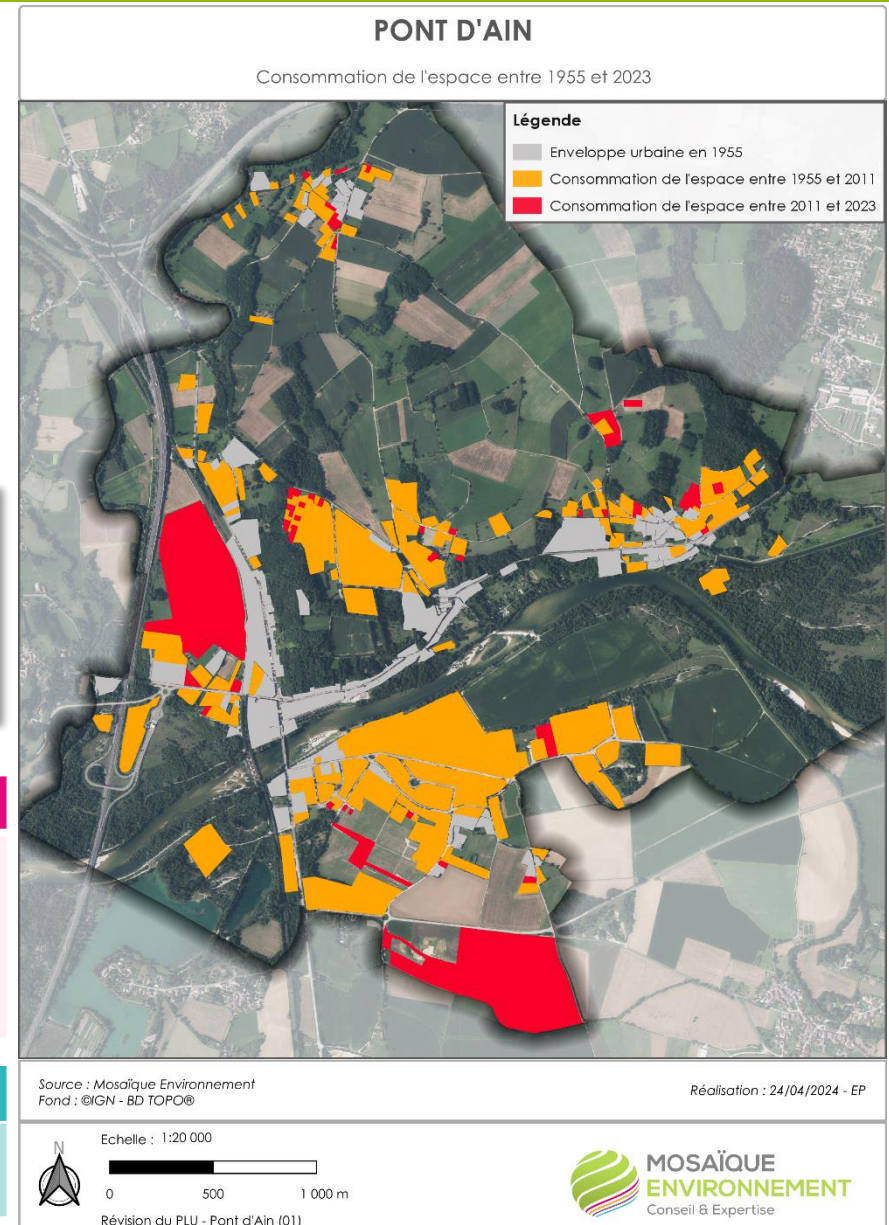 PONT D'AIN
Consommation de l'espace entre 1955 et 2023
Légende
Enveloppe urbaine en 1955
Consommation de l'espace entre 1955 et 2011
Consommation de l'espace entre 2011 et 2023
Source : Mosaïque Environnement
Fond : ©IGN - BD TOPO®
Réalisation : 24/04/2024 - EP
N
Echelle : 1:20 000
0 500 1 000 m
Révision du PLU - Pont d'Ain (01)
MOSAÏQUE
ENVIRONNEMENT
Conseil & Expertise